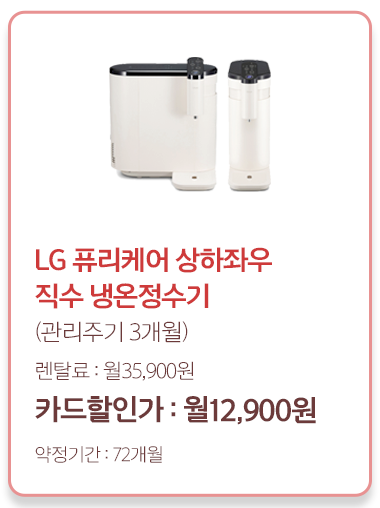 LG 퓨리케어 상하좌우
직수 냉온정수기
(관리주기 3개월)
렌탈료 : 월35,900원
카드할인가 : 월12,900원
약정기간 : 72개월